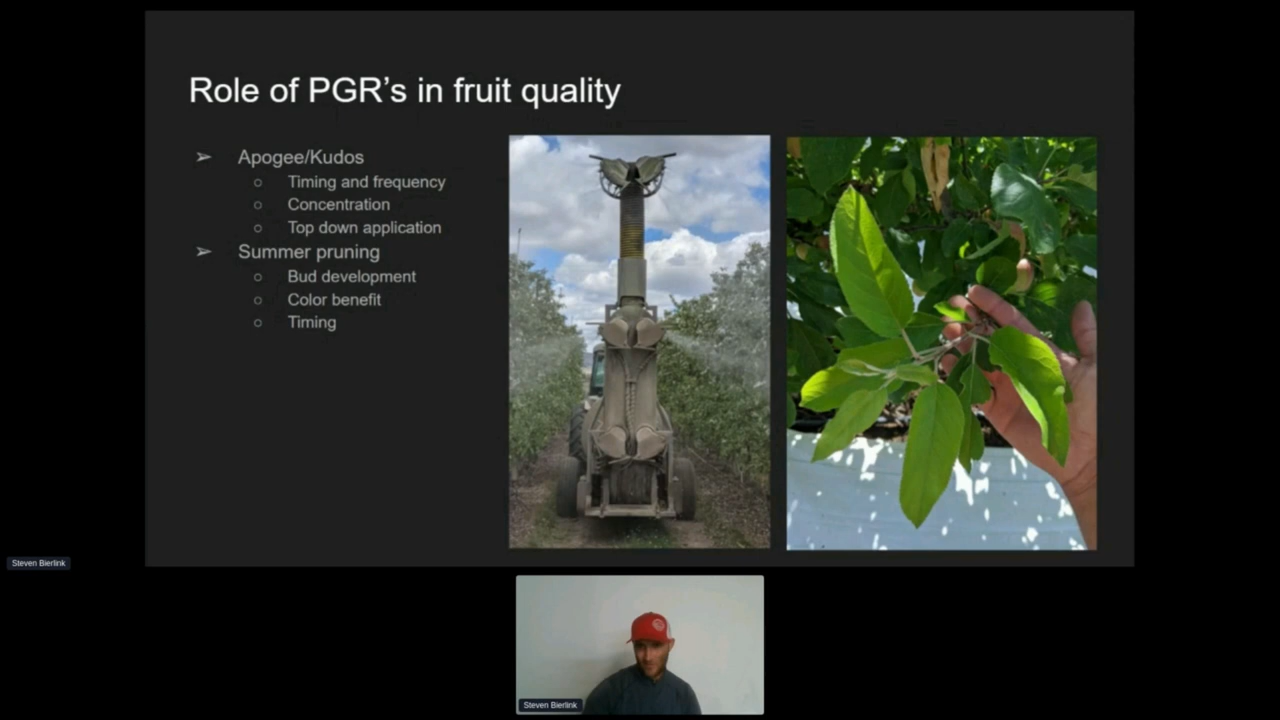 Role of PGR's in fruit quality
➢ Apogee/Kudos
○ Timing and frequency
○ Concentration
○ Top down application
➢ Summer pruning
○ Bud development
○ Color benefit
○ Timing
Steven Bierlink
Steven Bierlink